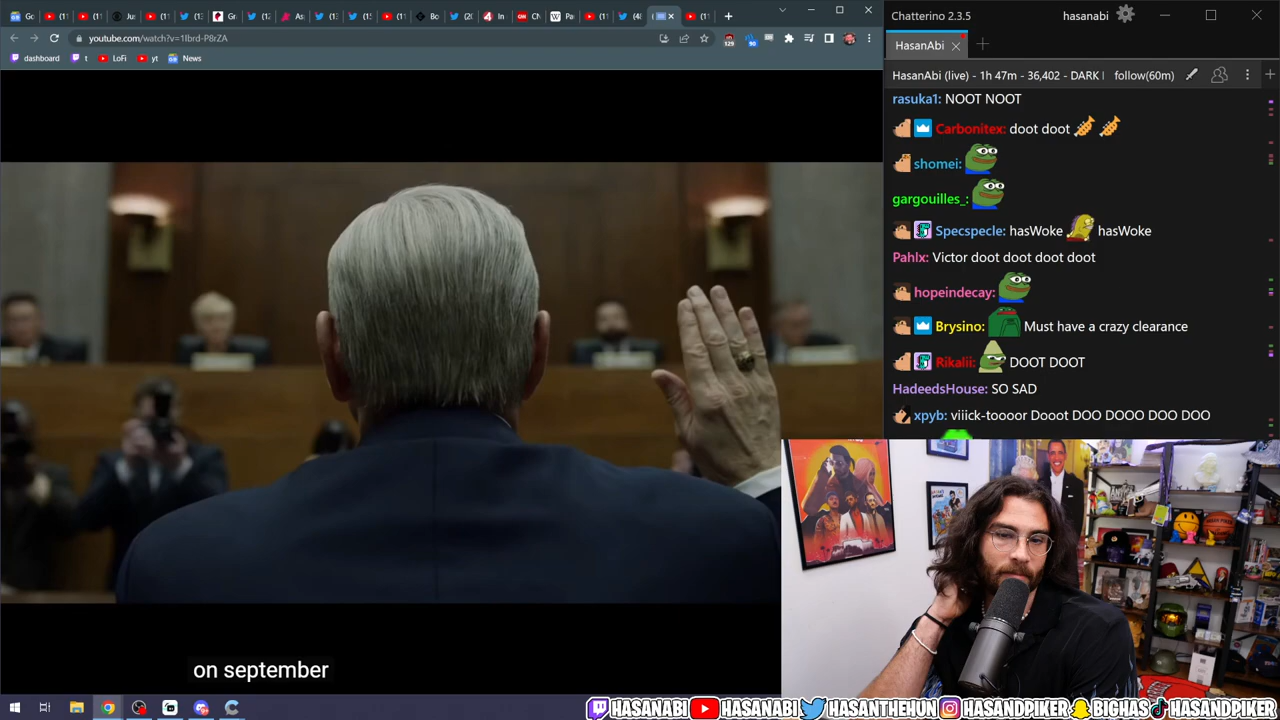 youtube.com/watch?v=1Ibrd-P8rZA
dashboard
t
LoFi
yt
News
129
on september
Chatterino 2.3.5
hasanabi
HasanAbi
HasanAbi (live) - 1h 47m - 36,402 - DARK
follow(60m)
rasuka1: NOOT NOOT
Carbonitex: doot doot
shomei:
gargouilles_:
Specspecle: hasWoke hasWoke
Pahlx: Victor doot doot doot doot
hopeindecay:
Brysino: Must have a crazy clearance
Rikalii: DOOT DOOT
HadeedsHouse: SO SAD
xpyb: viiick-toooor Dooot DOO DOOO DOO DOO
HASANABI HASANABI HASANTHEHUN HASANDPIKER BIGHAS HASANDPIKER